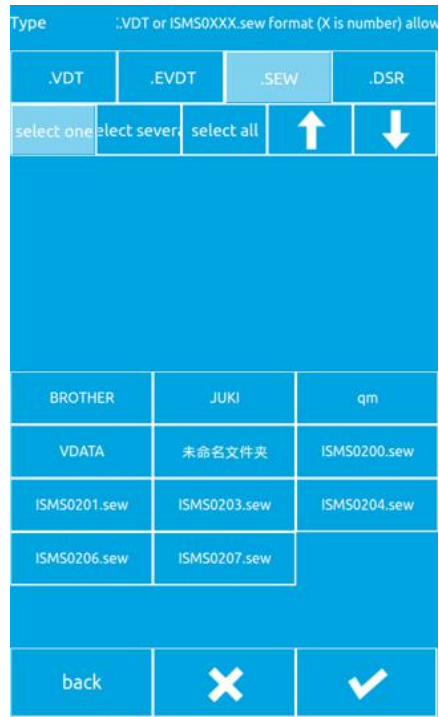 Type :.VDT or ISMS0XXX.sew format (X is number) allow
.VDT .EVDT .SEW .DSR
select one elect severa select all
BROTHER JUKI qm
VDATA 未命名文件夹 ISMS0200.sew
ISMS0201.sew ISMS0203.sew ISMS0204.sew
ISMS0206.sew ISMS0207.sew
back